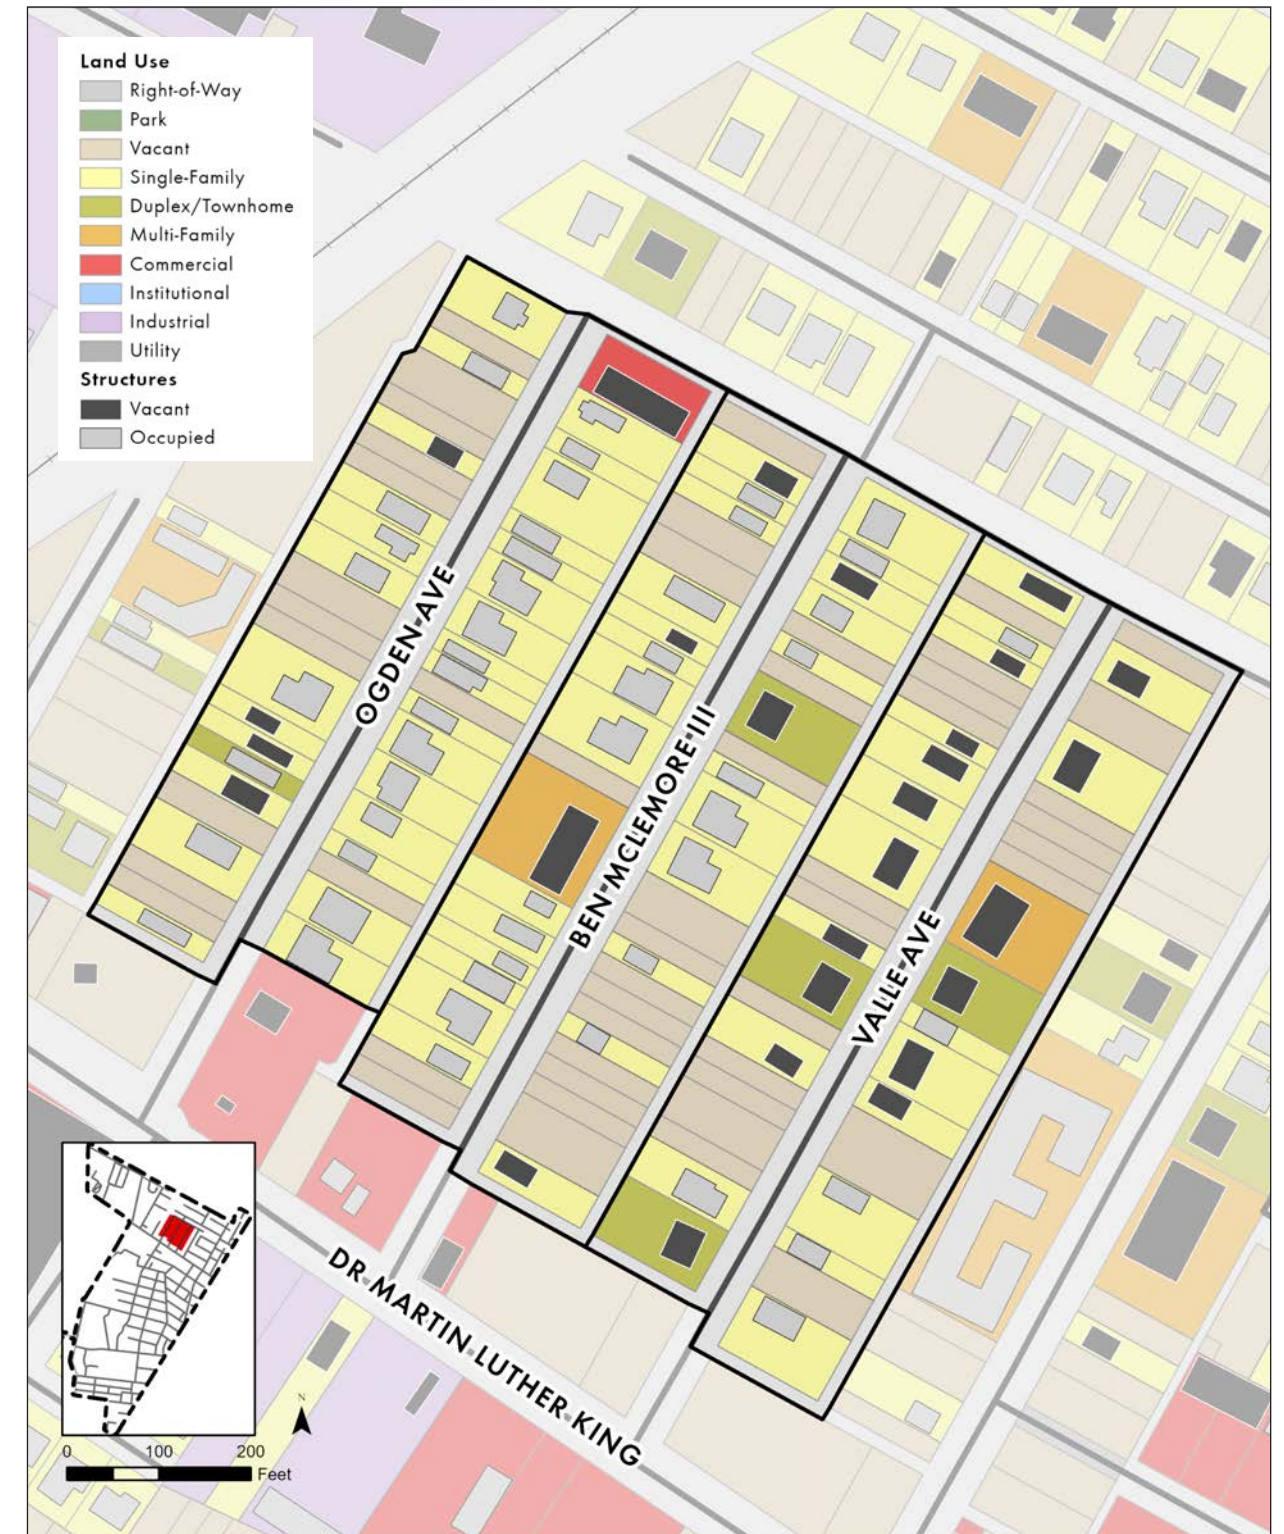 Land Use
Right-of-Way
Park
Vacant
Single-Family
Duplex/Townhome
Multi-Family
Commercial
Institutional
Industrial
Utility
Structures
Vacant
Occupied
OGDEN AVE
BEN MCLEMORE III
VALLE AVE
DR MARTIN LUTHER KING
N
0 100 200
Feet